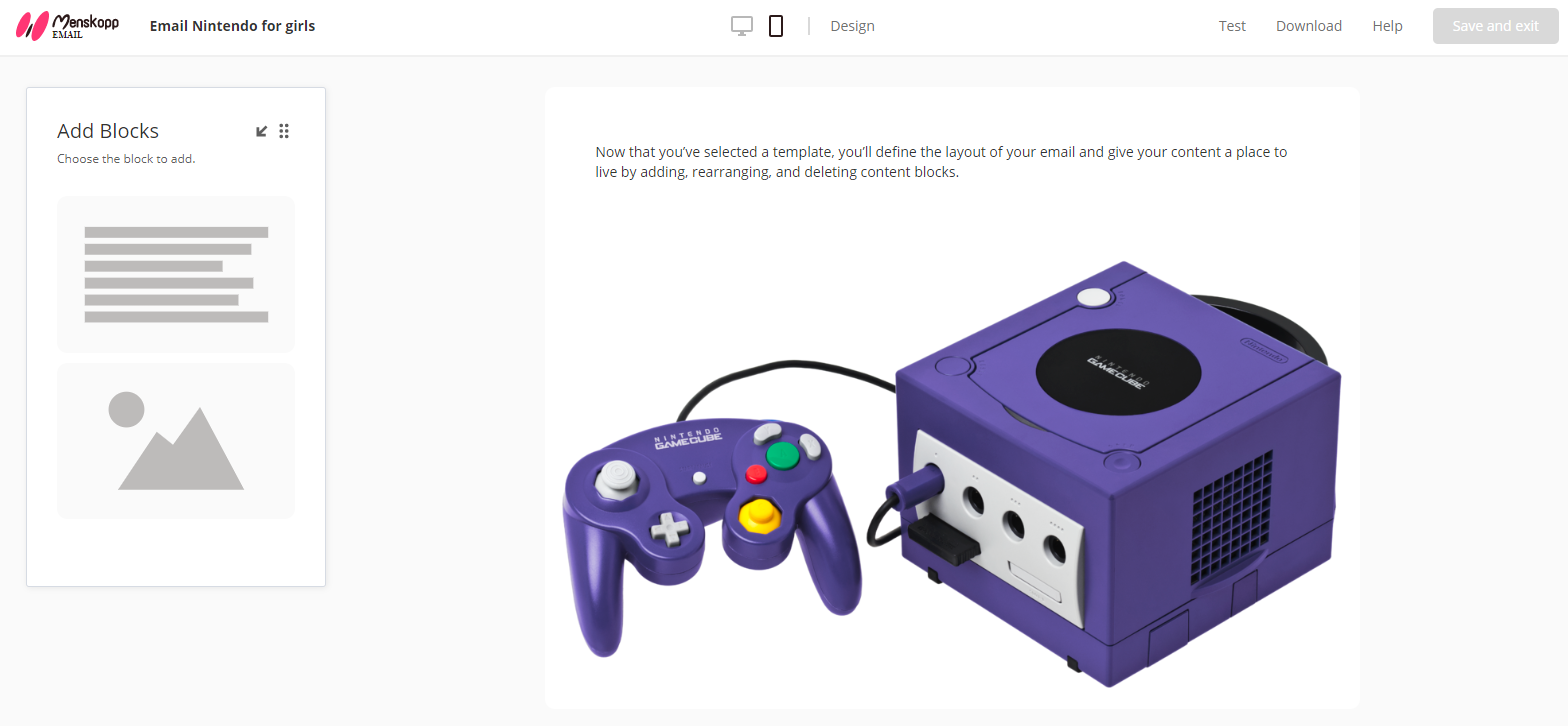 Menskopp
EMAIL
Email Nintendo for girls
Design
Test
Download
Help
Save and exit
Add Blocks
Choose the block to add.
Now that you’ve selected a template, you’ll define the layout of your email and give your content a place to
live by adding, rearranging, and deleting content blocks.
Nintendo
NINTENDO
GAMECUBE
NINTENDO
GAMECUBE